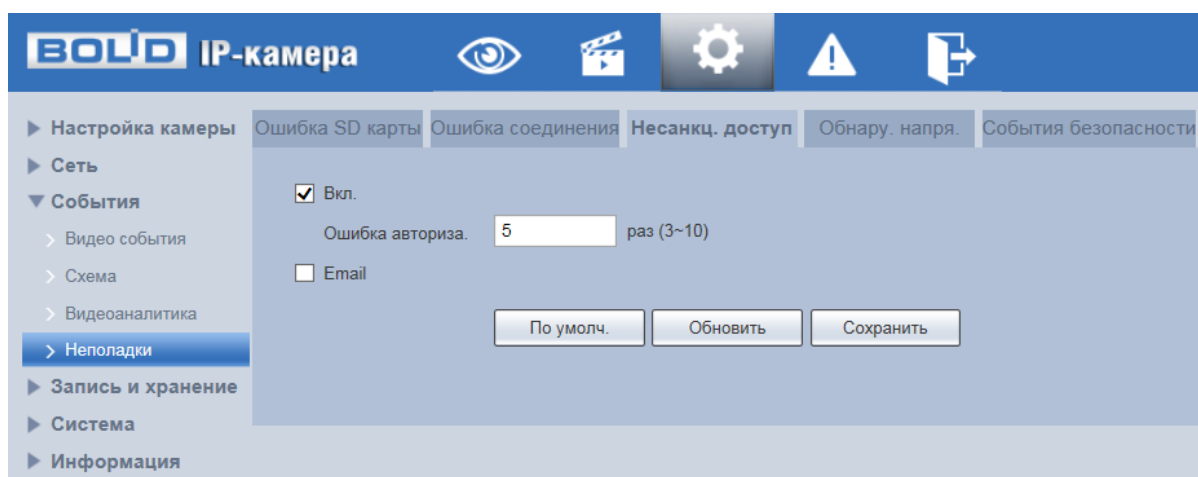 BOLID IP-камера
Настройка камеры
Сеть
События
Видео события
Схема
Видеоаналитика
Неполадки
Запись и хранение
Система
Информация
Ошибка SD карты Ошибка соединения Несанкц. доступ Обнару. напря. События безопасности
Вкл.
Ошибка авториза. 5 раз (3~10)
Email
По умолч. Обновить Сохранить